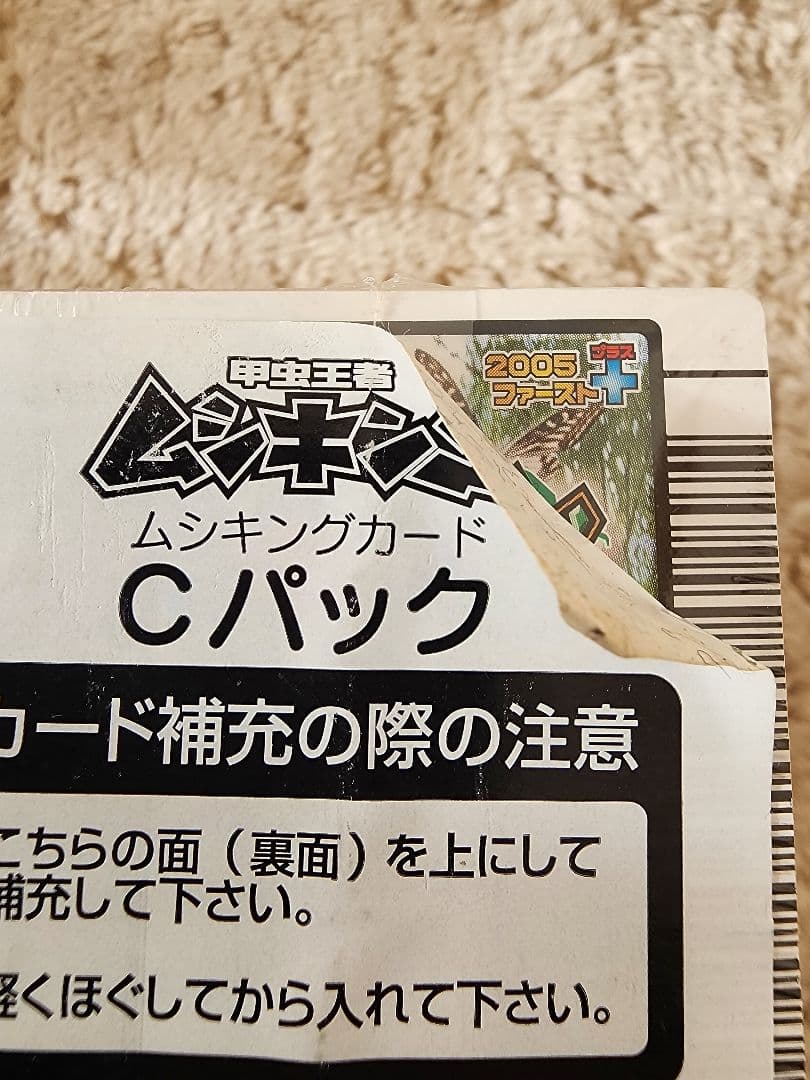 甲虫王者
ムシキン
2005
ファースト
プラス
ムシキングカード
Cパック
カード補充の際の注意
こちらの面（裏面）を上にして
補充して下さい。
軽くほぐしてから入れて下さい。